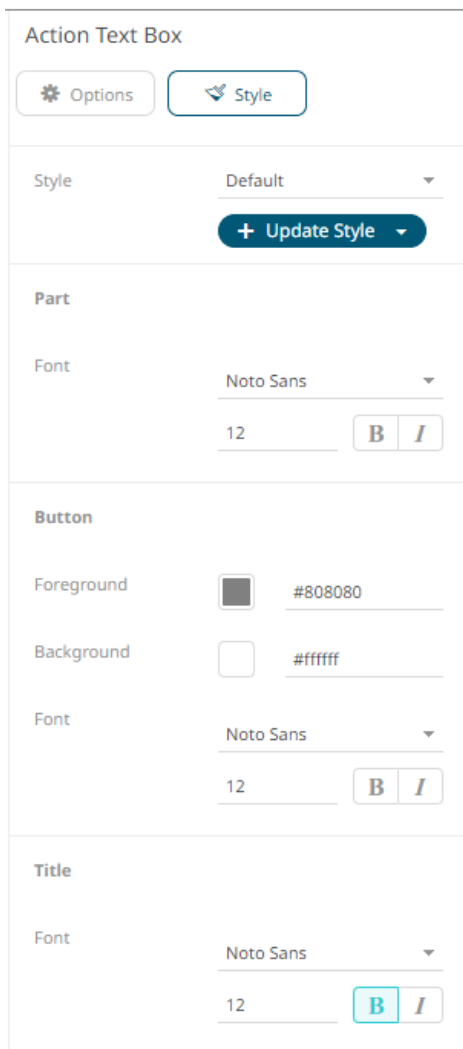 Action Text Box
Options Style
Style Default
+ Update Style
Part
Font
Noto Sans
12 B I
Button
Foreground #808080
Background #ffffff
Font
Noto Sans
12 B I
Title
Font
Noto Sans
12 B I